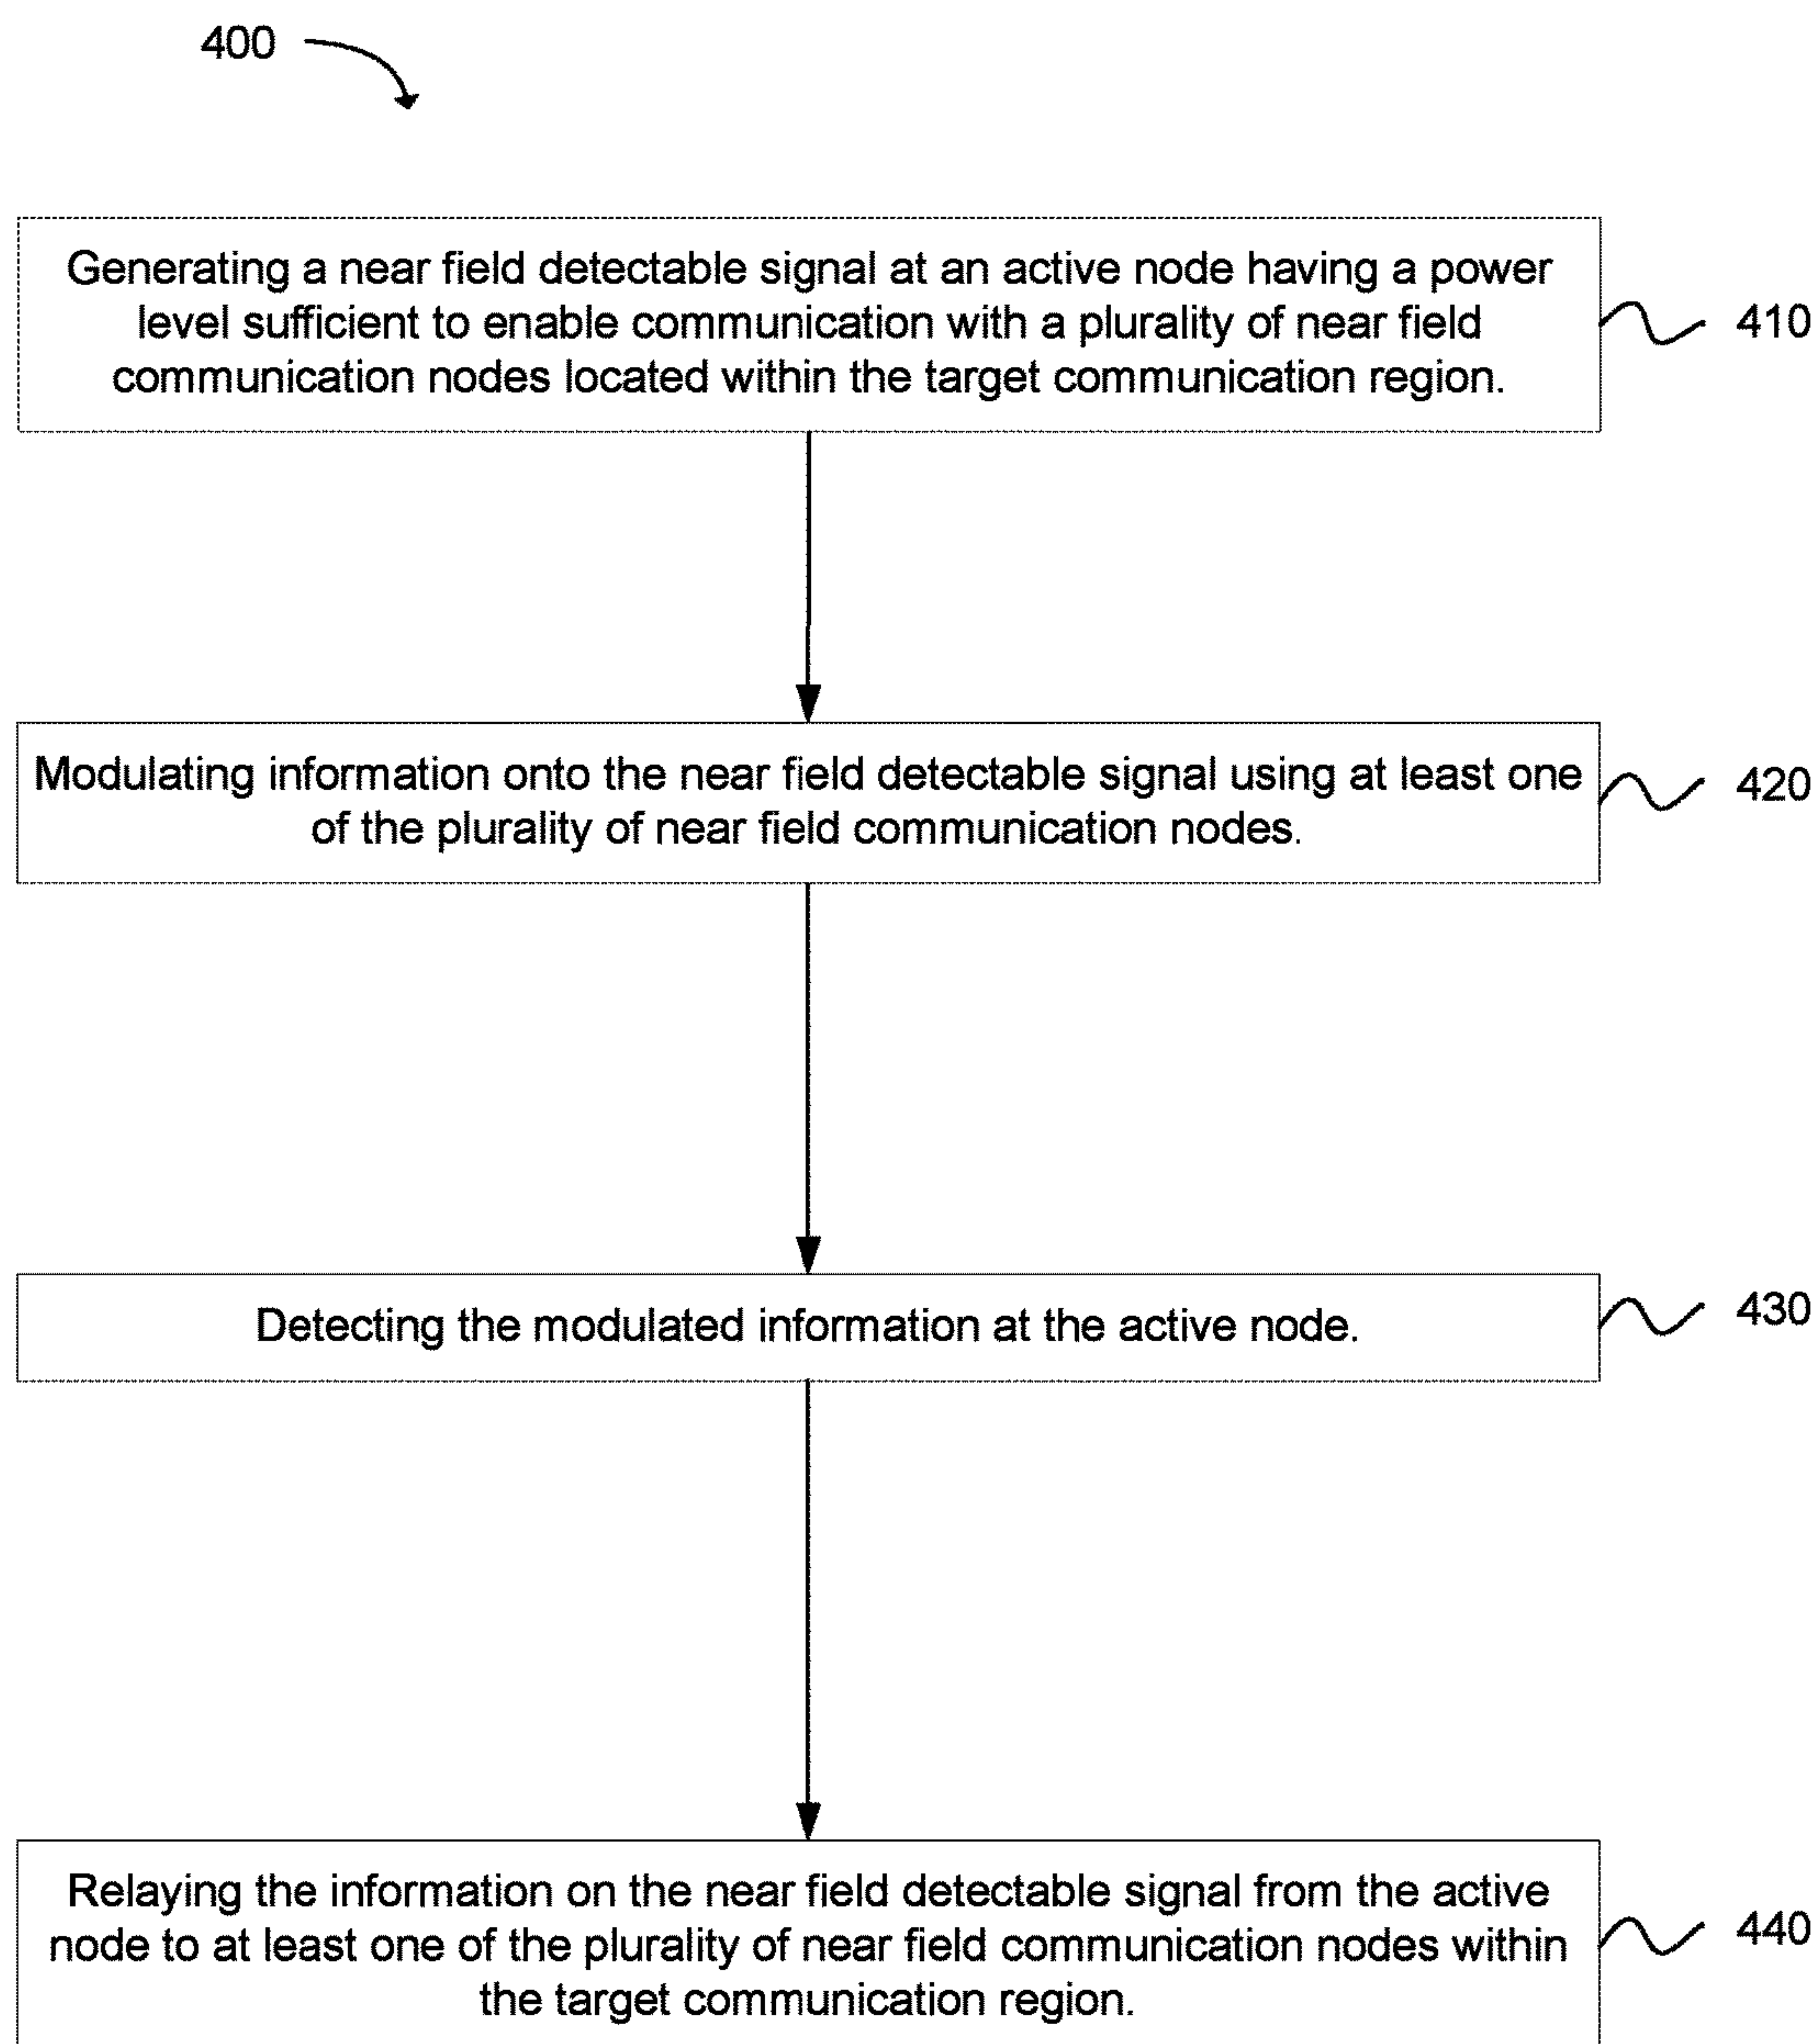 400
Generating a near field detectable signal at an active node having a power
level sufficient to enable communication with a plurality of near field
communication nodes located within the target communication region.
410
Modulating information onto the near field detectable signal using at least one
of the plurality of near field communication nodes.
420
Detecting the modulated information at the active node.
430
Relaying the information on the near field detectable signal from the active
node to at least one of the plurality of near field communication nodes within
the target communication region.
440